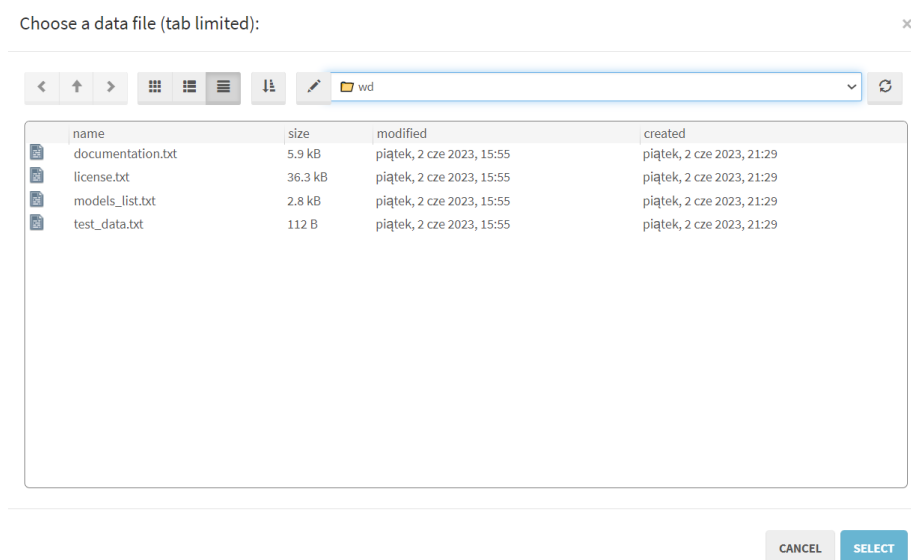 Choose a data file (tab limited):
×
wd
name size modified created
documentation.txt 5.9 kB piątek, 2 cze 2023, 15:55 piątek, 2 cze 2023, 21:29
license.txt 36.3 kB piątek, 2 cze 2023, 15:55 piątek, 2 cze 2023, 21:29
models_list.txt 2.8 kB piątek, 2 cze 2023, 15:55 piątek, 2 cze 2023, 21:29
test_data.txt 112 B piątek, 2 cze 2023, 15:55 piątek, 2 cze 2023, 21:29
CANCEL SELECT